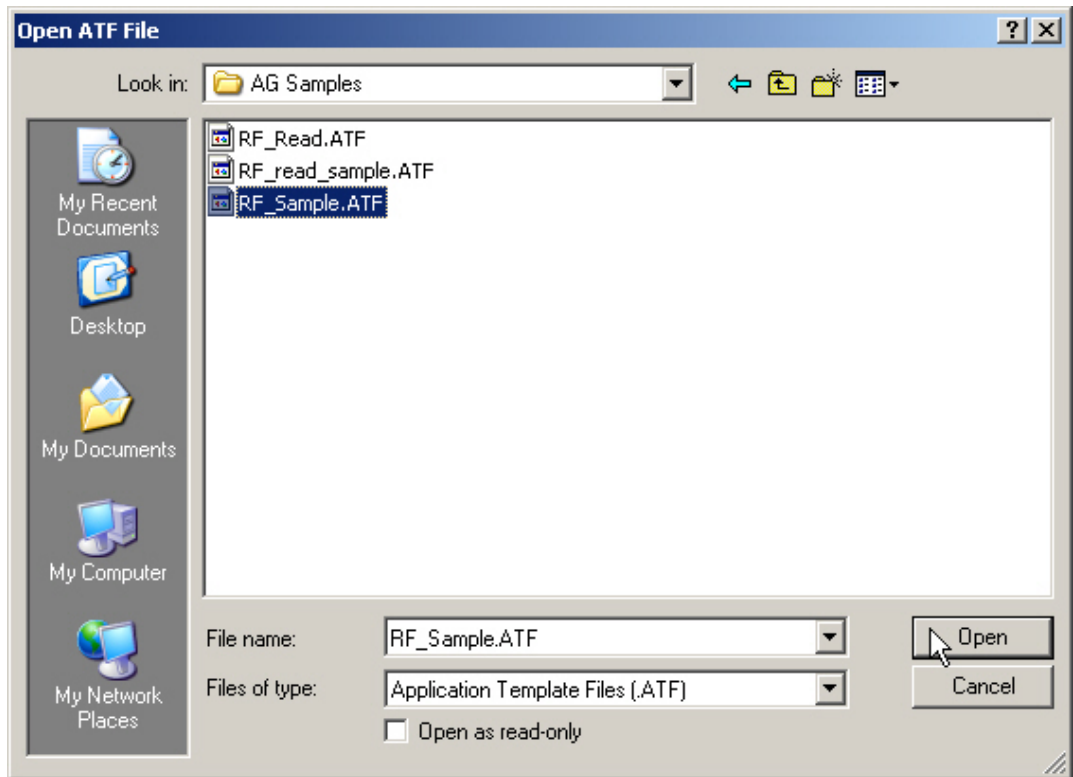 Open ATF File
Look in:
AG Samples
My Recent
Documents
Desktop
My Documents
My Computer
My Network
Places
RF_Read.ATF
RF_read_sample.ATF
RF_Sample.ATF
File name:
RF_Sample.ATF
Open
Files of type:
Application Template Files (.ATF)
Cancel
Open as read-only